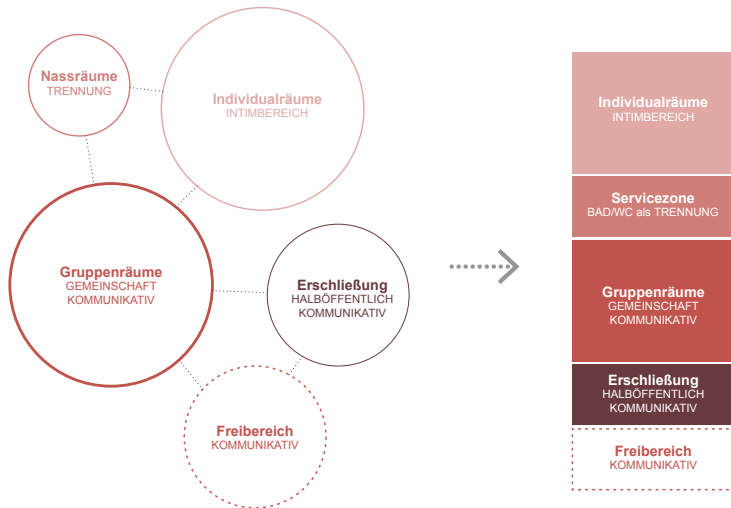 Nassräume
TRENNUNG
Individualräume
INTIMBEREICH
Gruppenräume
GEMEINSCHAFT
KOMMUNIKATIV
Erschließung
HALBÖFFENTLICH
KOMMUNIKATIV
Freibereich
KOMMUNIKATIV
Individualräume
INTIMBEREICH
Servicezone
BAD/WC als TRENNUNG
Gruppenräume
GEMEINSCHAFT
KOMMUNIKATIV
Erschließung
HALBÖFFENTLICH
KOMMUNIKATIV
Freibereich
KOMMUNIKATIV